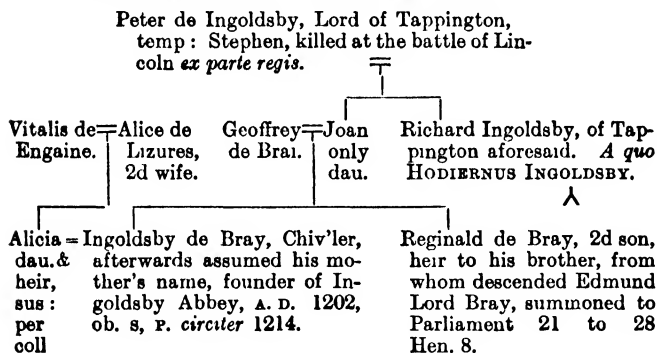 Peter de Ingoldsby, Lord of Tappington,
temp : Stephen, killed at the battle of Lin-
coln ex parte regis.
Vitalis de = Alice de
Engaine. Lizures,
2d wife.
Geoffrey = Joan
de Brai. only
dau.
Richard Ingoldsby, of Tap-
pington aforesaid. A quo
HODIERNUS INGOLDSBY.
Alicia =
dau. &
heir,
sus :
per
coll
Ingoldsby de Bray, Chiv'ler,
afterwards assumed his mo-
ther's name, founder of In-
goldsby Abbey, A. D. 1202,
ob. S, P. circiter 1214.
Reginald de Bray, 2d son,
heir to his brother, from
whom descended Edmund
Lord Bray, summoned to
Parliament 21 to 28
Hen. 8.